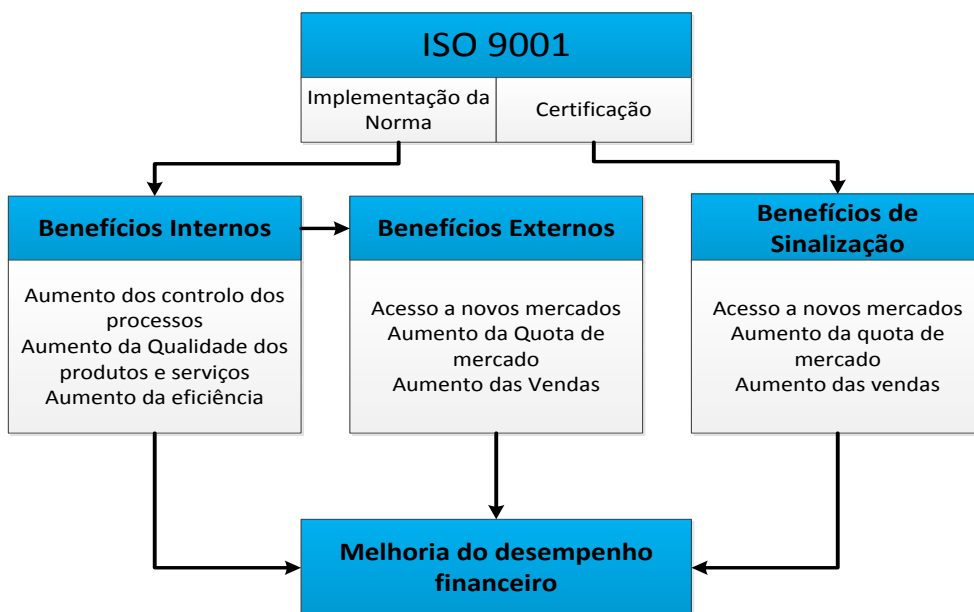 ISO 9001
Implementação da
Norma
Certificação
Benefícios Internos
Aumento dos controlo dos
processos
Aumento da Qualidade dos
produtos e serviços
Aumento da eficiência
Benefícios Externos
Acesso a novos mercados
Aumento da Quota de
mercado
Aumento das Vendas
Benefícios de
Sinalização
Acesso a novos mercados
Aumento da quota de
mercado
Aumento das vendas
Melhoria do desempenho
financeiro